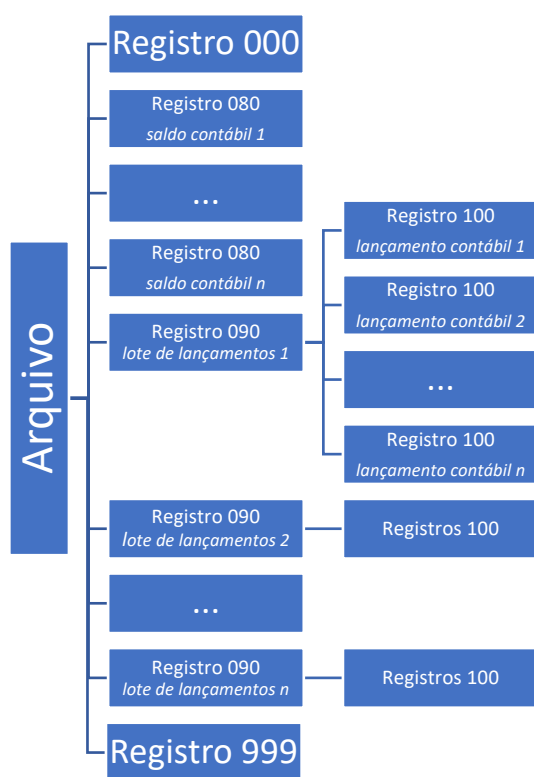 Arquivo
Registro 000
Registro 080
saldo contábil 1
...
Registro 080
saldo contábil n
Registro 090
lote de lançamentos 1
Registro 100
lançamento contábil 1
Registro 100
lançamento contábil 2
...
Registro 100
lançamento contábil n
Registro 090
lote de lançamentos 2
Registros 100
...
Registro 090
lote de lançamentos n
Registros 100
Registro 999